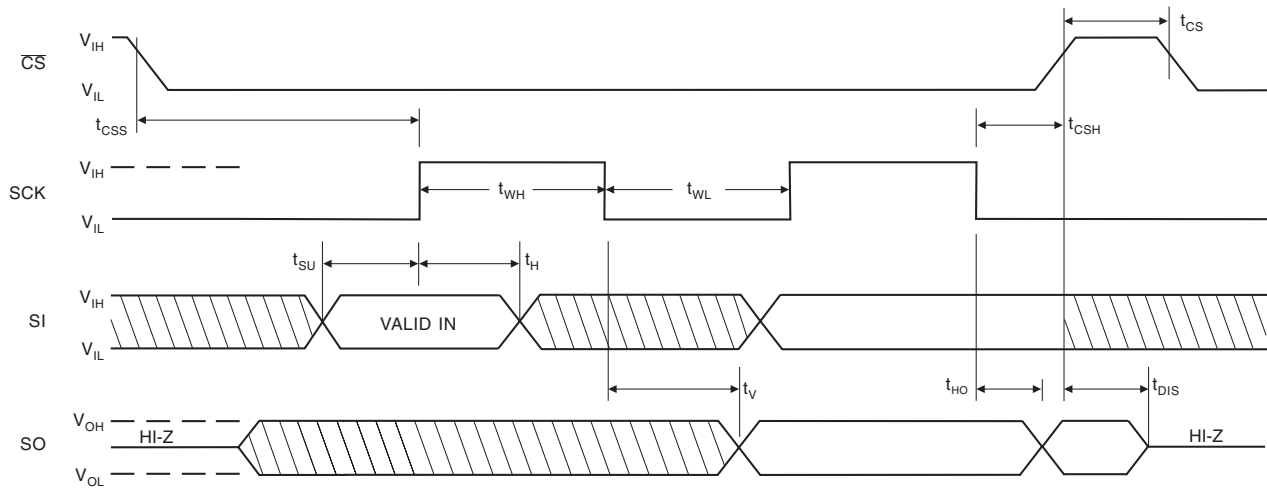 V_IH
t_CS
C̅S̅
V_IL
t_CSS
t_CSH
V_IH
SCK
t_WH
t_WL
V_IL
t_SU
t_H
V_IH
SI
VALID IN
V_IL
t_V
t_HO
t_DIS
V_OH
SO
HI-Z
HI-Z
V_OL